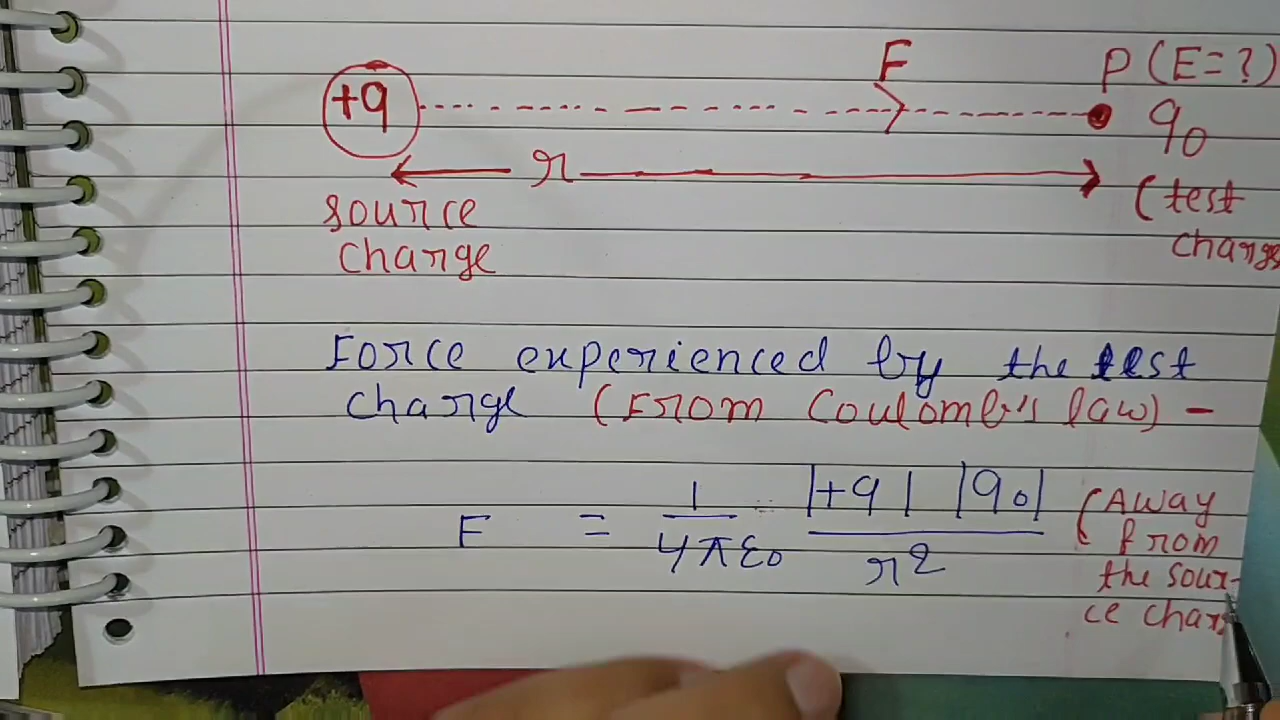 F P (E=?)
+q q₀
r
source (test
charge charge
Force experienced by the test
charge (From Coulomb's law) -
F = 1/4πε₀ |+q| |q₀|/r² (Away
from
the sour-
ce char